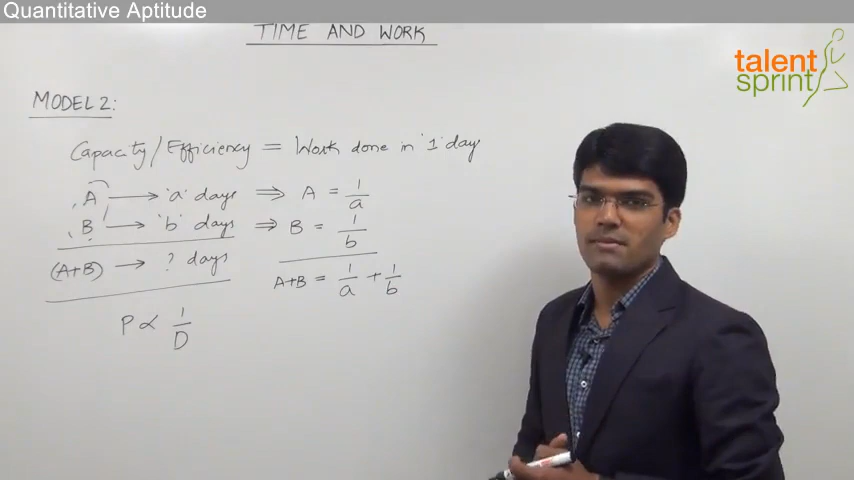 Quantitative Aptitude
TIME AND WORK
talent
sprint
MODEL 2:
Capacity/Efficiency = Work done in '1' day
A → 'a' days ⇒ A = 1/a
B → 'b' days ⇒ B = 1/b
(A+B) → ? days
A+B = 1/a + 1/b
P ∝ 1/D